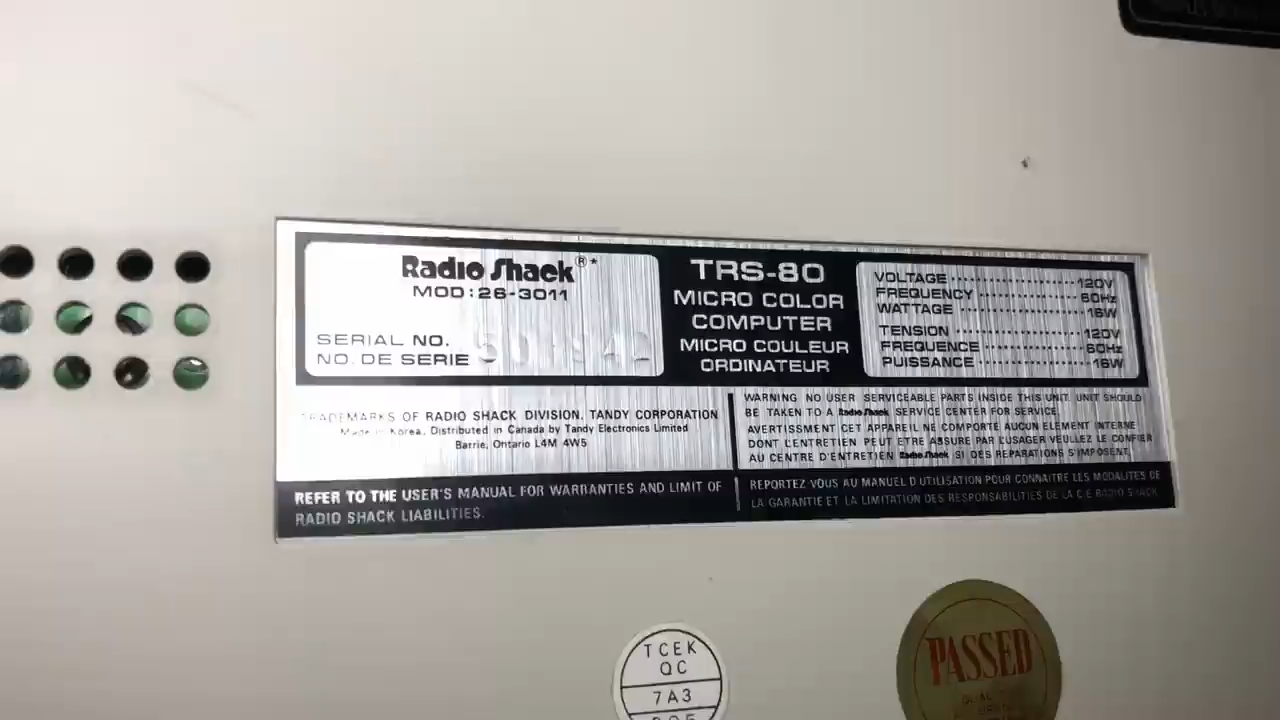 Radio Shack®*
MOD:26-3011
SERIAL NO.
NO. DE SERIE
TRS-80
MICRO COLOR
COMPUTER
MICRO COULEUR
ORDINATEUR
VOLTAGE 120V
FREQUENCY 60Hz
WATTAGE 16W
TENSION 120V
FREQUENCE 60Hz
PUISSANCE 16W
TRADEMARKS OF RADIO SHACK DIVISION, TANDY CORPORATION
Made in Korea, Distributed in Canada by Tandy Electronics Limited
Barrie, Ontario L4M 4W5
WARNING NO USER SERVICEABLE PARTS INSIDE THIS UNIT. UNIT SHOULD
BE TAKEN TO A Radio Shack SERVICE CENTER FOR SERVICE.
AVERTISSEMENT CET APPAREIL NE COMPORTE AUCUN ELEMENT INTERNE
DONT L'ENTRETIEN PEUT ETRE ASSURE PAR L'USAGER VEUILLEZ LE CONFIER
AU CENTRE D'ENTRETIEN Radio Shack SI DES REPARATIONS S'IMPOSENT.
REFER TO THE USER'S MANUAL FOR WARRANTIES AND LIMIT OF
RADIO SHACK LIABILITIES.
REPORTEZ VOUS AU MANUEL D'UTILISATION POUR CONNAITRE LES MODALITES DE
LA GARANTIE ET LA LIMITATION DES RESPONSABILITIES DE LA CIE RADIO SHACK
TCEK
QC
7A3
PASSED